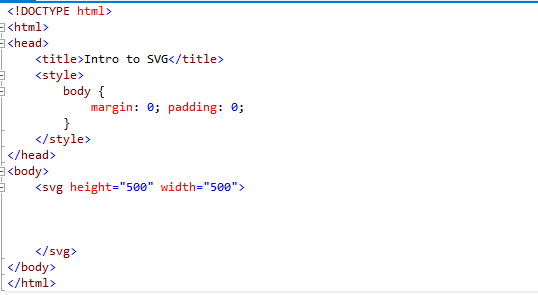 <!DOCTYPE html>
<html>
<head>
    <title>Intro to SVG</title>
    <style>
        body {
            margin: 0; padding: 0;
        }
    </style>
</head>
<body>
    <svg height="500" width="500">
    </svg>
</body>
</html>